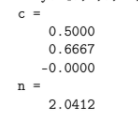 c =
0.5000
0.6667
-0.0000
n =
2.0412